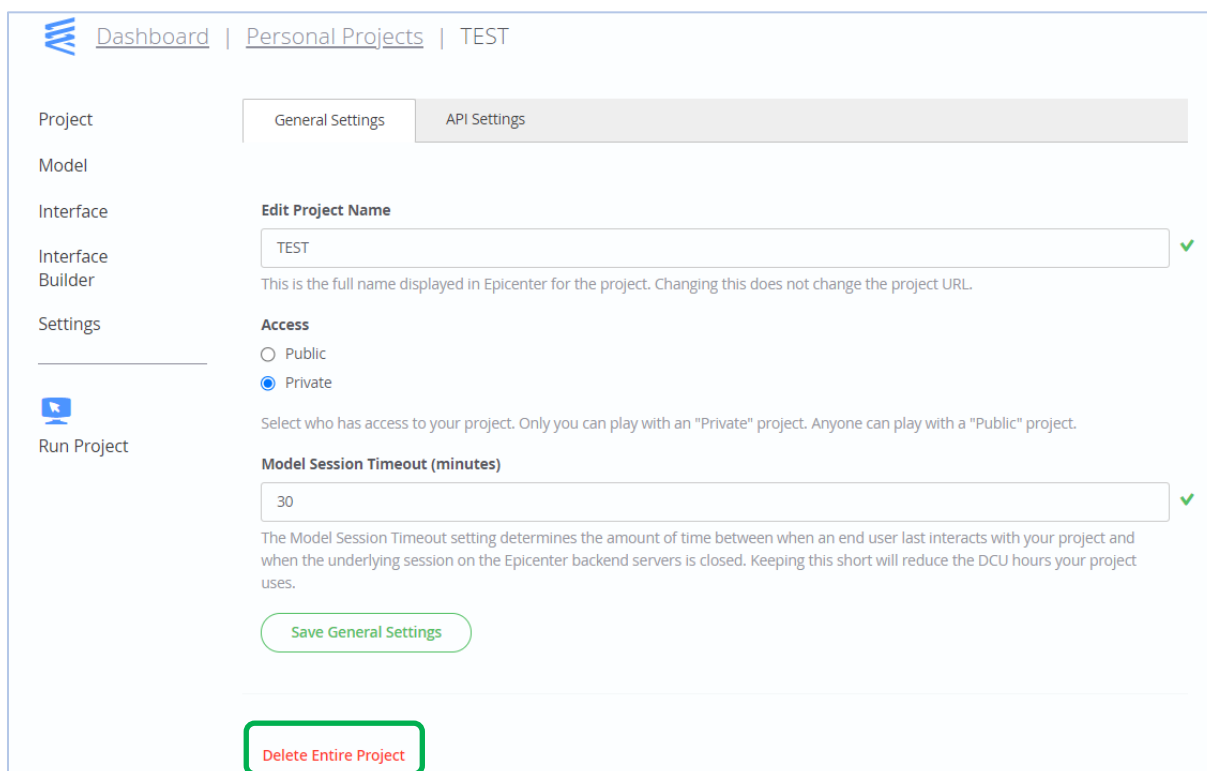 Dashboard | Personal Projects | TEST
Project
Model
Interface
Interface
Builder
Settings
Run Project
General Settings
API Settings
Edit Project Name
TEST
This is the full name displayed in Epicenter for the project. Changing this does not change the project URL.
Access
Public
Private
Select who has access to your project. Only you can play with an "Private" project. Anyone can play with a "Public" project.
Model Session Timeout (minutes)
30
The Model Session Timeout setting determines the amount of time between when an end user last interacts with your project and
when the underlying session on the Epicenter backend servers is closed. Keeping this short will reduce the DCU hours your project
uses.
Save General Settings
Delete Entire Project